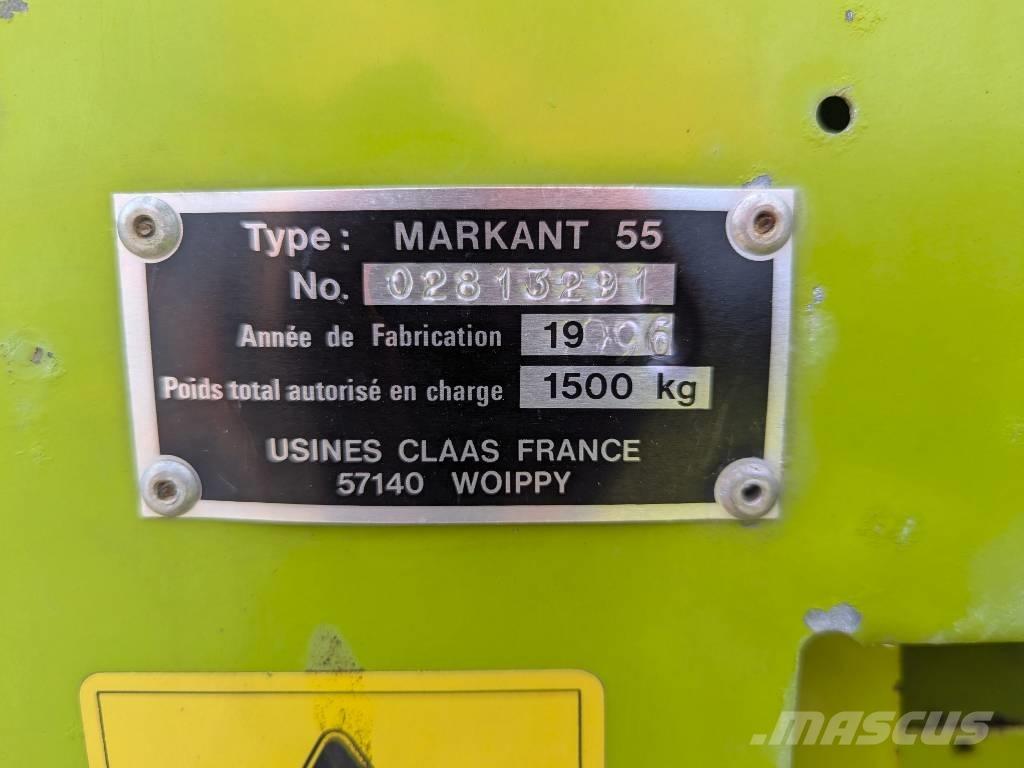 Type : MARKANT 55
No. 02813291
Année de Fabrication 19
Poids total autorisé en charge 1500 kg
USINES CLAAS FRANCE
57140 WOIPPY
MASCUS